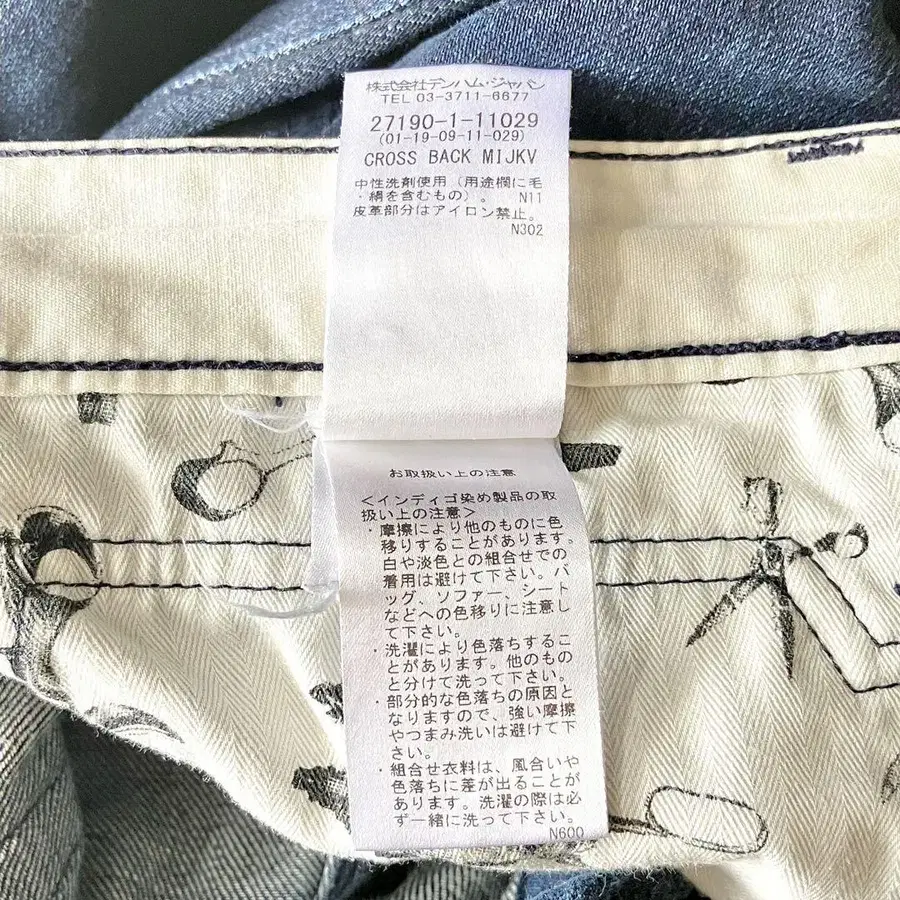 株式会社デンハム・ジャパン
TEL 03-3711-6677
27190-1-11029
(01-19-09-11-029)
CROSS BACK MIJKV
中性洗剤使用（用途欄に毛
・絹を含むもの）。 N11
皮革部分はアイロン禁止。
N302
お取扱い上の注意
＜インディゴ染め製品の取
扱い上の注意＞
・摩擦により他のものに色
移りすることがあります。
白や淡色との組合せでの
着用は避けて下さい。バ
ッグ、ソファー、シート
などへの色移りに注意し
て下さい。
・洗濯により色落ちするこ
とがあります。他のもの
と分けて洗って下さい。
・部分的な色落ちの原因と
なりますので、強い摩擦
やつまみ洗いは避けて下
さい。
・組合せ衣料は、風合いや
色落ちに差が出ることが
あります。洗濯の際は必
ず一緒に洗って下さい。
N600